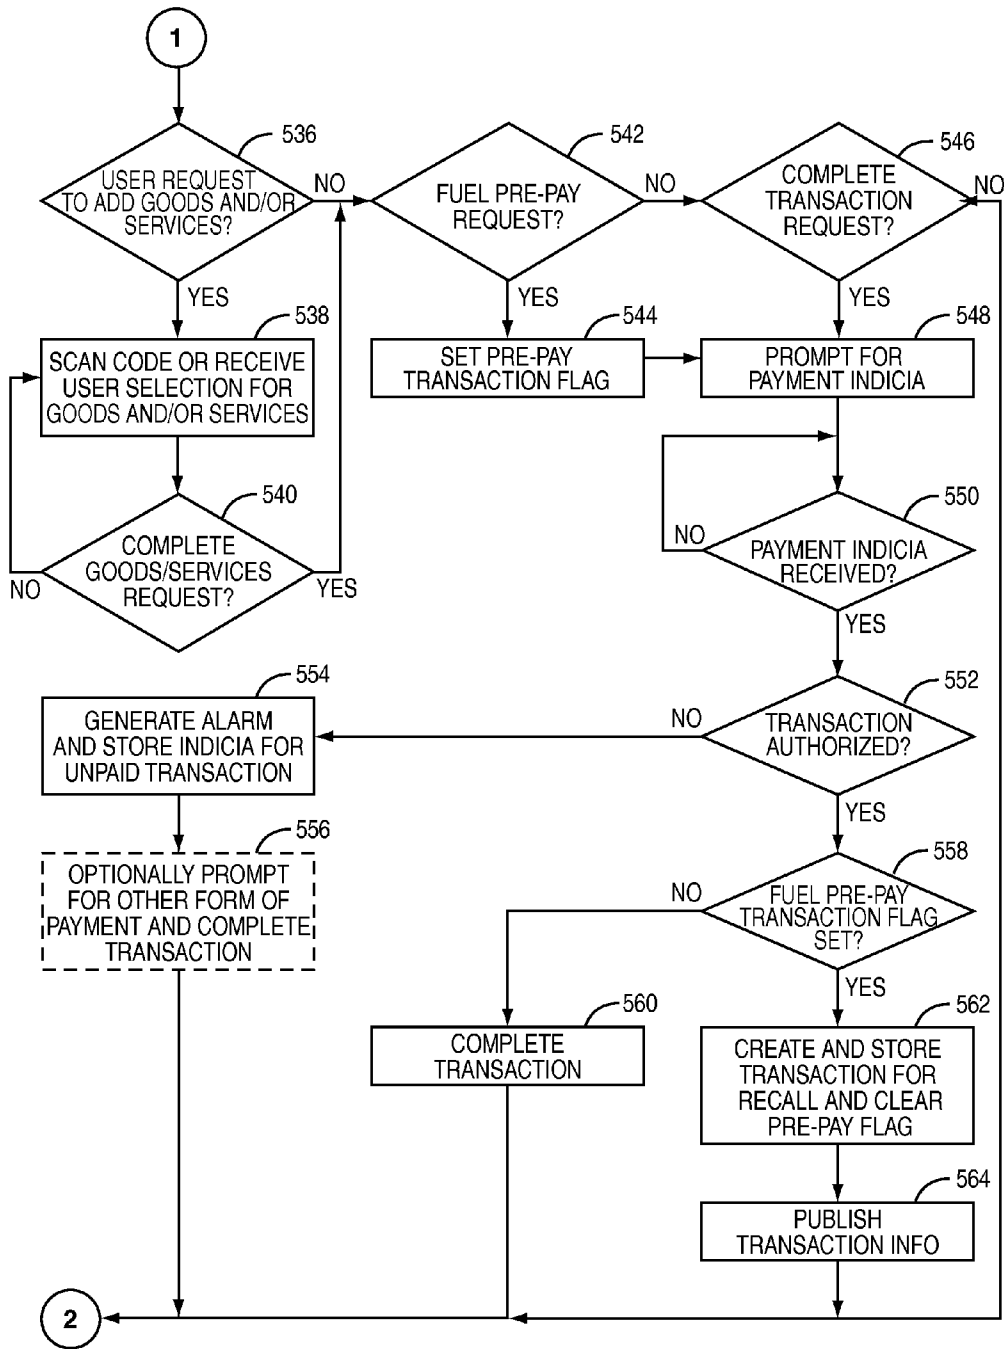 1
536
USER REQUEST
TO ADD GOODS AND/OR
SERVICES?
NO
YES
542
FUEL PRE-PAY
REQUEST?
NO
YES
546
COMPLETE
TRANSACTION
REQUEST?
NO
YES
538
SCAN CODE OR RECEIVE
USER SELECTION FOR
GOODS AND/OR SERVICES
544
SET PRE-PAY
TRANSACTION FLAG
548
PROMPT FOR
PAYMENT INDICIA
540
COMPLETE
GOODS/SERVICES
REQUEST?
NO
YES
550
PAYMENT INDICIA
RECEIVED?
NO
YES
552
TRANSACTION
AUTHORIZED?
NO
YES
554
GENERATE ALARM
AND STORE INDICIA FOR
UNPAID TRANSACTION
556
OPTIONALLY PROMPT
FOR OTHER FORM OF
PAYMENT AND COMPLETE
TRANSACTION
558
FUEL PRE-PAY
TRANSACTION FLAG
SET?
NO
YES
560
COMPLETE
TRANSACTION
562
CREATE AND STORE
TRANSACTION FOR
RECALL AND CLEAR
PRE-PAY FLAG
564
PUBLISH
TRANSACTION INFO
2